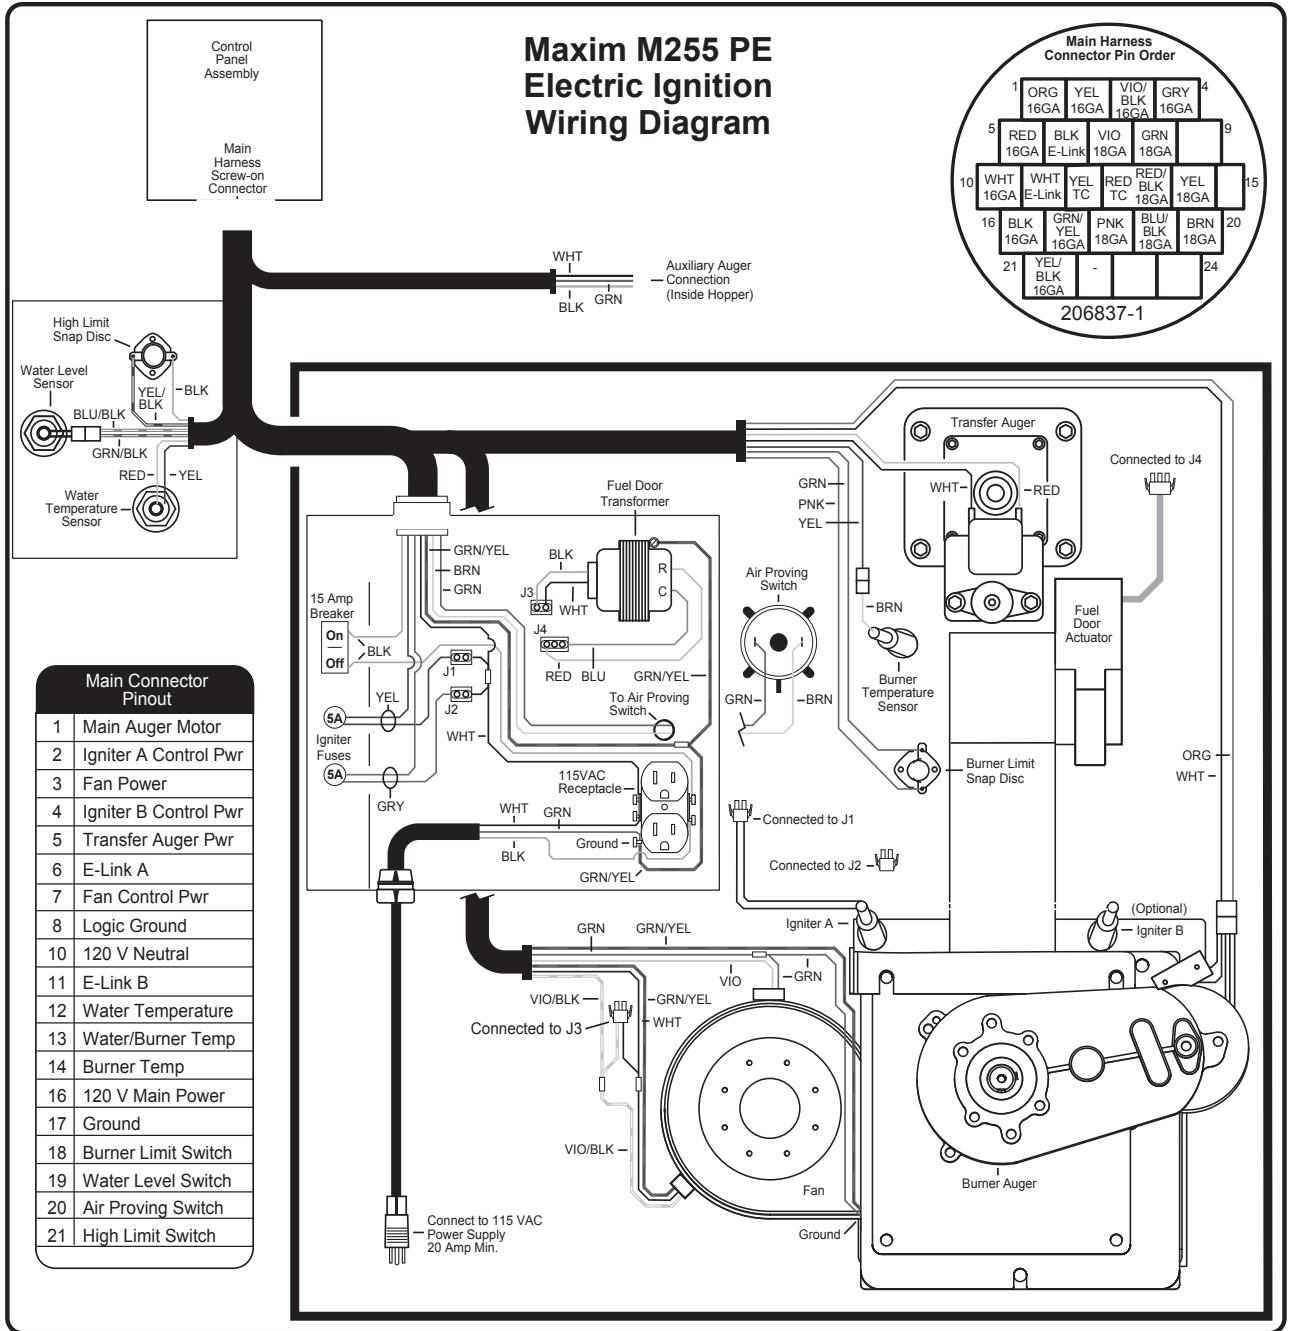 Maxim M255 PE
Electric Ignition
Wiring Diagram
Control
Panel
Assembly
Main
Harness
Screw-on
Connector
Main Harness
Connector Pin Order
1 ORG 16GA YEL 16GA VIO/ BLK 16GA GRY 16GA 4
5 RED 16GA BLK E-Link VIO 18GA GRN 18GA 9
10 WHT 16GA WHT E-Link YEL TC RED TC RED/ BLK 18GA YEL 18GA 15
16 BLK 16GA GRN/ YEL 16GA PNK 18GA BLU/ BLK 18GA BRN 18GA 20
21 YEL/ BLK 16GA - 24
206837-1
WHT
BLK
GRN
Auxiliary Auger
Connection
(Inside Hopper)
High Limit
Snap Disc
Water Level
Sensor
YEL/
BLK
BLK
BLU/BLK
GRN/BLK
RED
YEL
Water
Temperature
Sensor
Transfer Auger
WHT
RED
Connected to J4
GRN
PNK
YEL
Fuel Door
Transformer
BLK
WHT
J3
R
C
J4
RED
BLU
GRN/YEL
GRN/YEL
BRN
GRN
15 Amp
Breaker
On
Off
BLK
J1
J2
YEL
5A
Igniter
Fuses
5A
GRY
WHT
To Air Proving
Switch
Air Proving
Switch
GRN
BRN
BRN
Burner
Temperature
Sensor
Fuel
Door
Actuator
Burner Limit
Snap Disc
ORG
WHT
115VAC
Receptacle
WHT
GRN
BLK
Ground
GRN/YEL
Connected to J1
Connected to J2
Igniter A
(Optional)
Igniter B
Main Connector
Pinout
1 Main Auger Motor
2 Igniter A Control Pwr
3 Fan Power
4 Igniter B Control Pwr
5 Transfer Auger Pwr
6 E-Link A
7 Fan Control Pwr
8 Logic Ground
10 120 V Neutral
11 E-Link B
12 Water Temperature
13 Water/Burner Temp
14 Burner Temp
16 120 V Main Power
17 Ground
18 Burner Limit Switch
19 Water Level Switch
20 Air Proving Switch
21 High Limit Switch
GRN
GRN/YEL
VIO
GRN
VIO/BLK
GRN/YEL
WHT
Connected to J3
VIO/BLK
Fan
Ground
Burner Auger
Connect to 115 VAC
Power Supply
20 Amp Min.